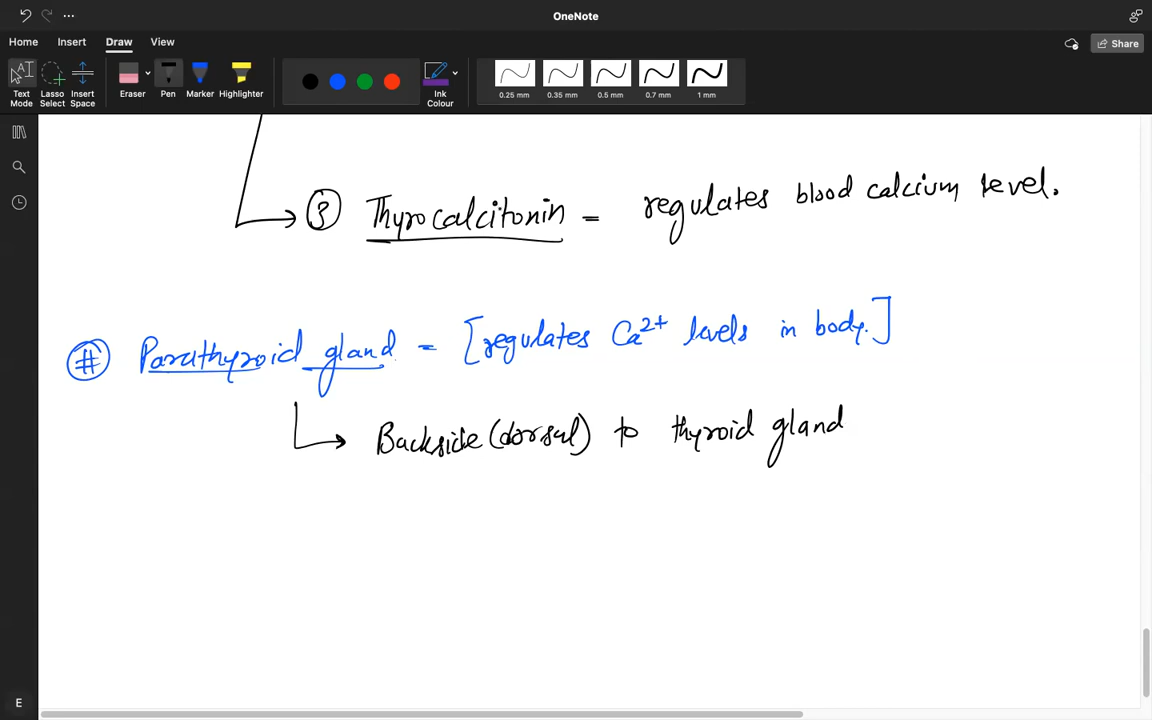 OneNote
Home Insert Draw View
Share
Text Mode
Lasso Select
Insert Space
Eraser
Pen
Marker
Highlighter
Ink Colour
0.25 mm
0.35 mm
0.5 mm
0.7 mm
1 mm
③ Thyrocalcitonin = regulates blood calcium level.
# Parathyroid gland = [regulates Ca²⁺ levels in body.]
Backside (dorsal) to thyroid gland
E